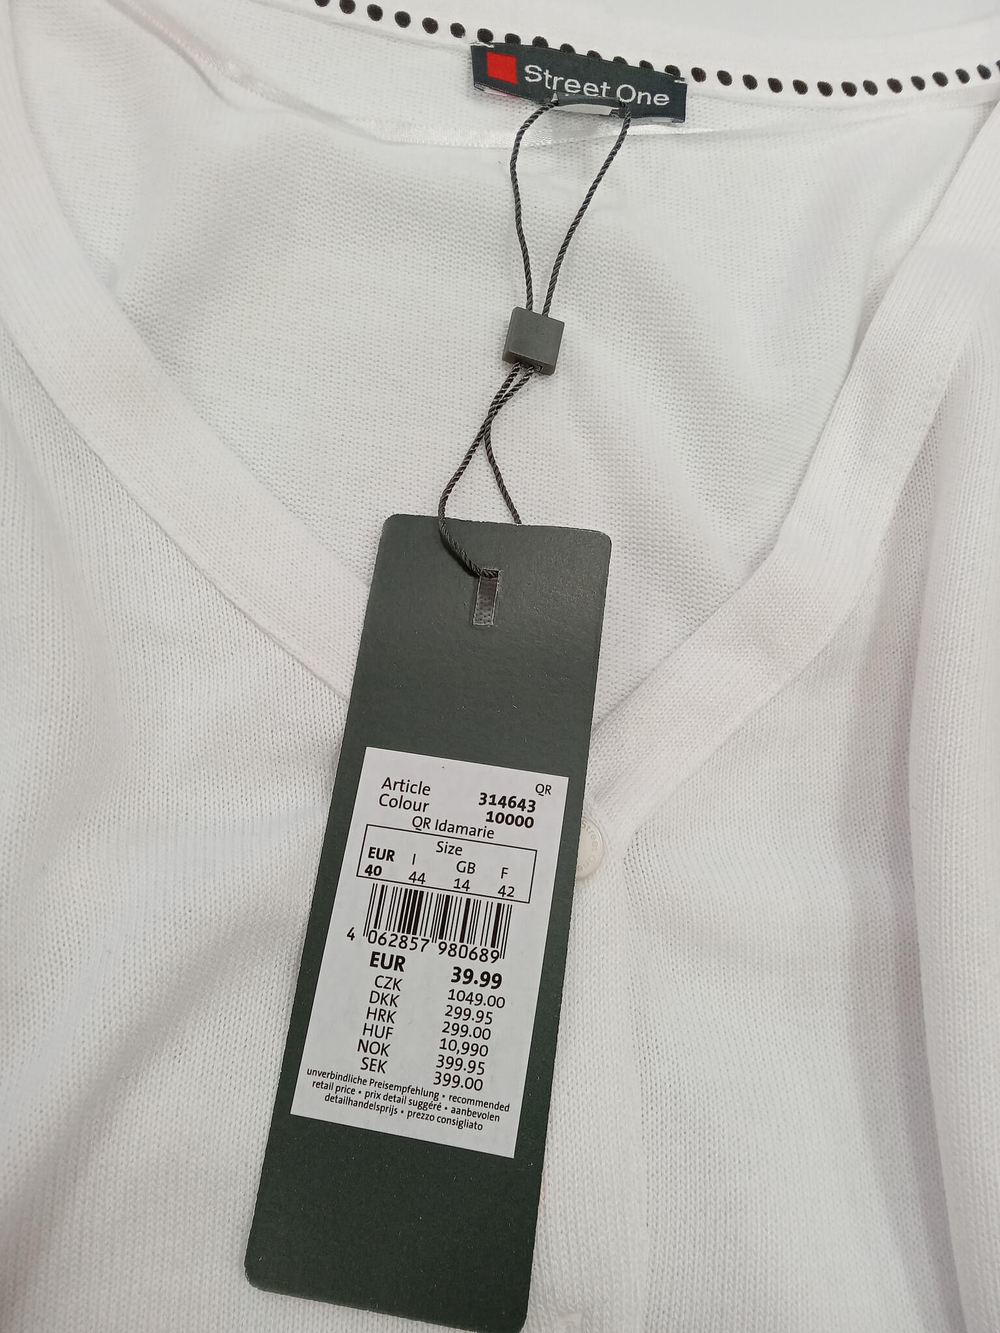 Street One
QR
Article 314643
Colour 10000
QR Idamarie
Size
EUR I GB F
40 44 14 42
4 062857 980689
EUR 39.99
CZK 1049.00
DKK 299.95
HRK 299.00
HUF 10,990
NOK 399.95
SEK 399.00
unverbindliche Preisempfehlung • recommended
retail price • prix detail suggéré • aanbevolen
detailhandelsprijs • prezzo consigliato